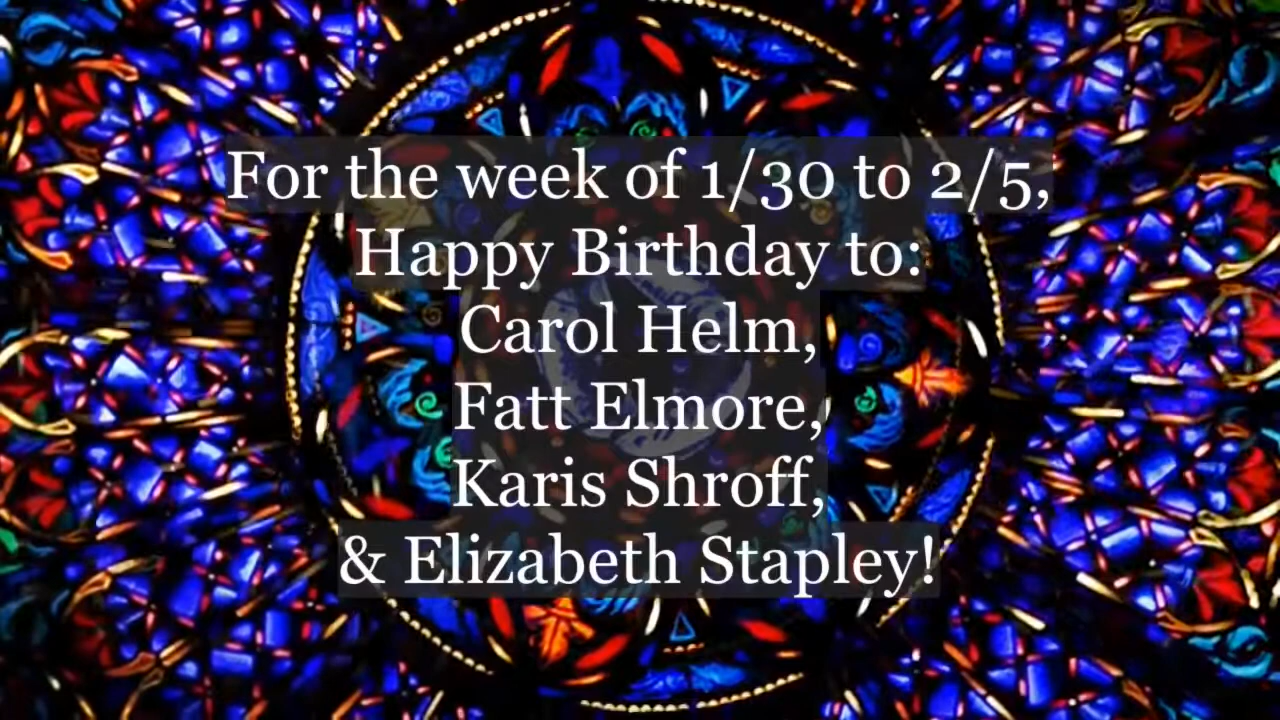 For the week of 1/30 to 2/5,
Happy Birthday to:
Carol Helm,
Fatt Elmore,
Karis Shroff,
& Elizabeth Stapley!